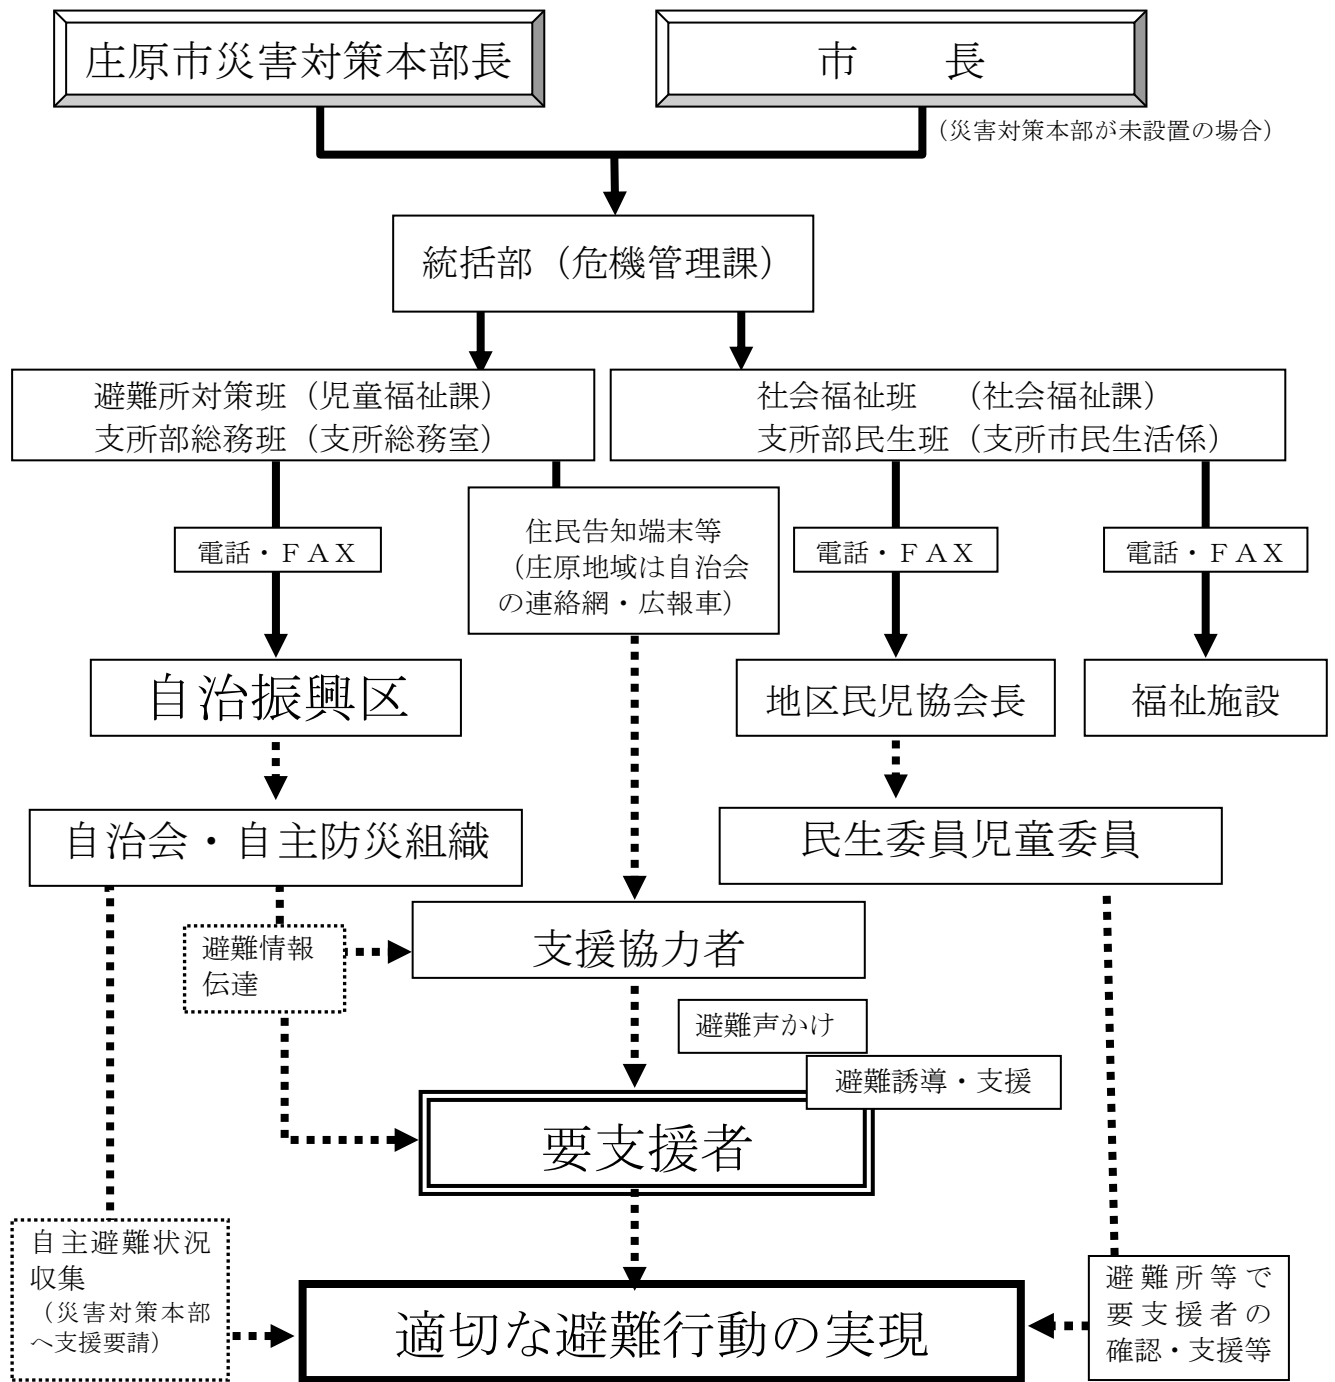 庄原市災害対策本部長
市　　長
（災害対策本部が未設置の場合）
統括部（危機管理課）
避難所対策班（児童福祉課）
支所部総務班（支所総務室）
社会福祉班　（社会福祉課）
支所部民生班（支所市民生活係）
電話・ＦＡＸ
住民告知端末等
（庄原地域は自治会
の連絡網・広報車）
電話・ＦＡＸ
電話・ＦＡＸ
自治振興区
地区民児協会長
福祉施設
自治会・自主防災組織
民生委員児童委員
避難情報
伝達
支援協力者
避難声かけ
避難誘導・支援
要支援者
自主避難状況
収集
（災害対策本部
へ支援要請）
適切な避難行動の実現
避難所等で
要支援者の
確認・支援等